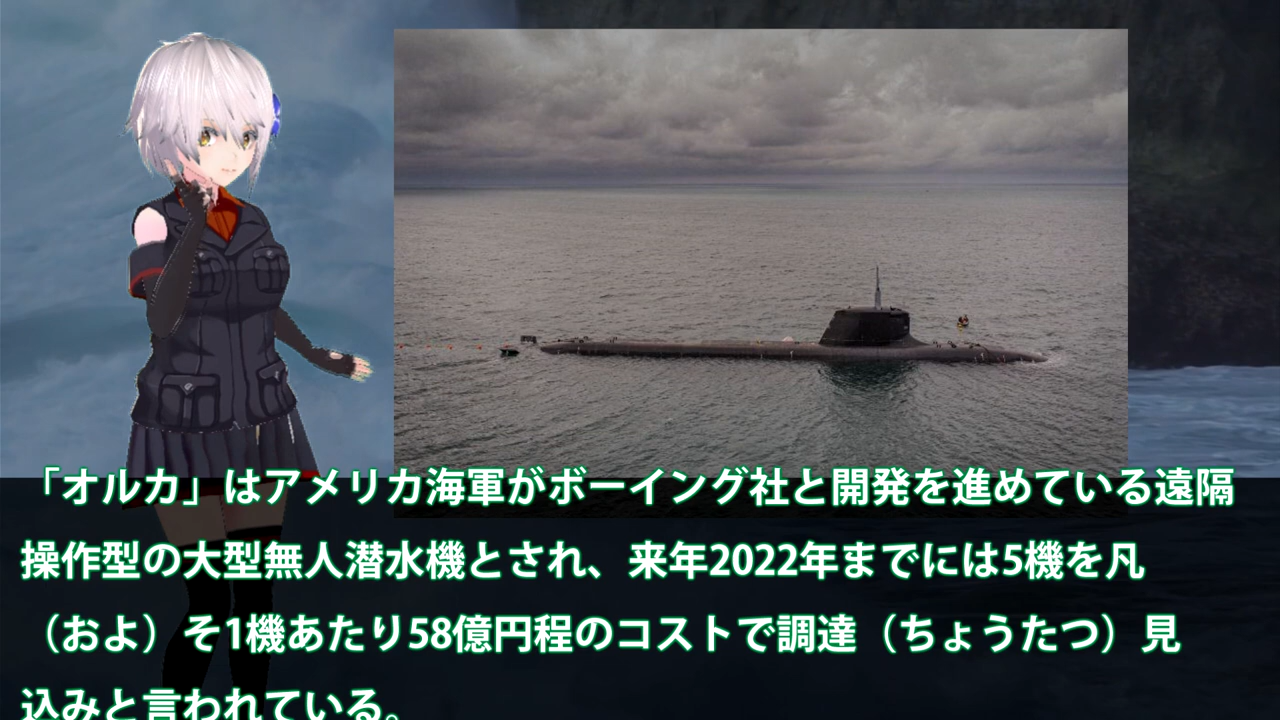 「オルカ」はアメリカ海軍がボーイング社と開発を進めている遠隔
操作型の大型無人潜水機とされ、来年2022年までには5機を凡
（およ）そ1機あたり58億円程のコストで調達（ちょうたつ）見
込みと言われている。